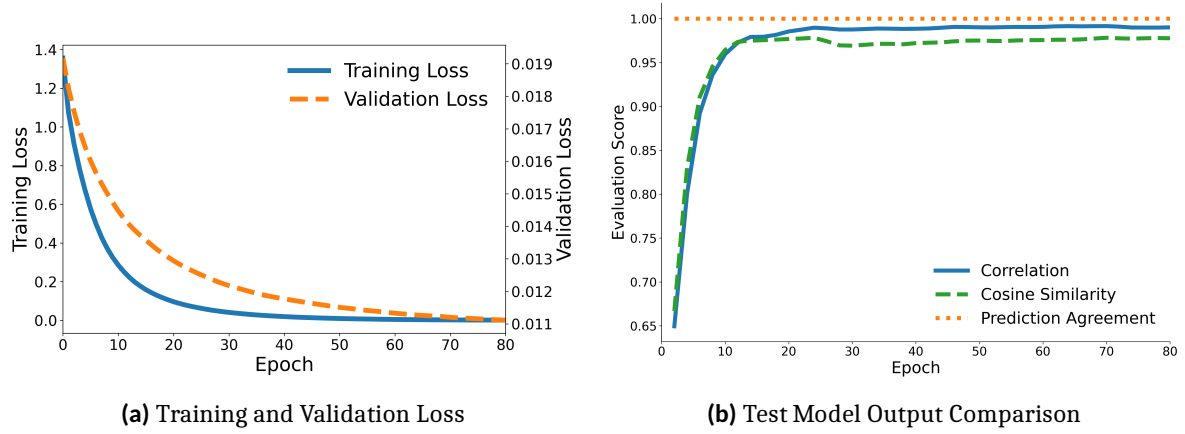 1.4
1.2
1.0
0.8
0.6
0.4
0.2
0.0
Training Loss
0 10 20 30 40 50 60 70 80
Epoch
0.019
0.018
0.017
0.016
0.015
0.014
0.013
0.012
0.011
Validation Loss
Training Loss
Validation Loss
(a) Training and Validation Loss
1.00
0.95
0.90
0.85
0.80
0.75
0.70
0.65
Evaluation Score
0 10 20 30 40 50 60 70 80
Epoch
Correlation
Cosine Similarity
Prediction Agreement
(b) Test Model Output Comparison